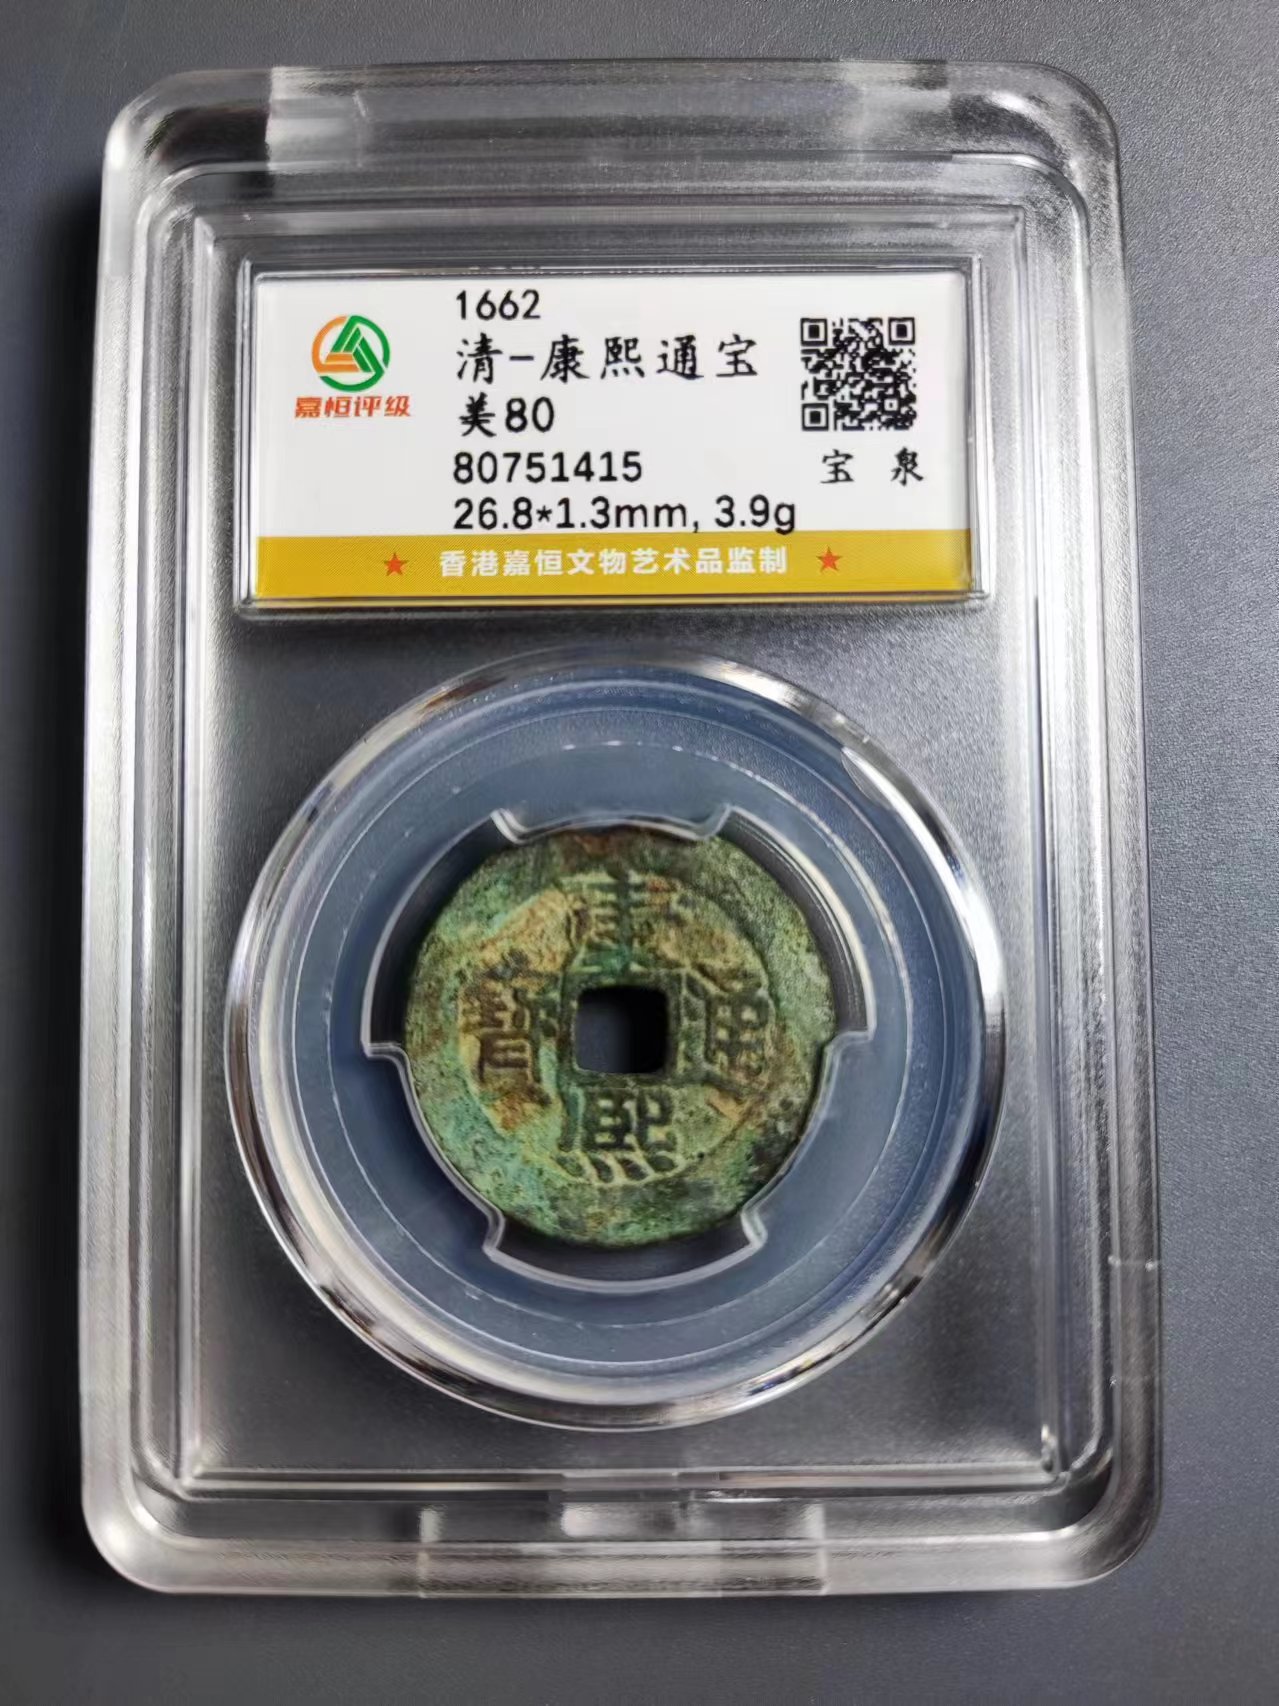 嘉恒评级
1662
清-康熙通宝
美80
80751415
26.8*1.3mm, 3.9g
宝 泉
★ 香港嘉恒文物艺术品监制 ★
康
熙
通
寶